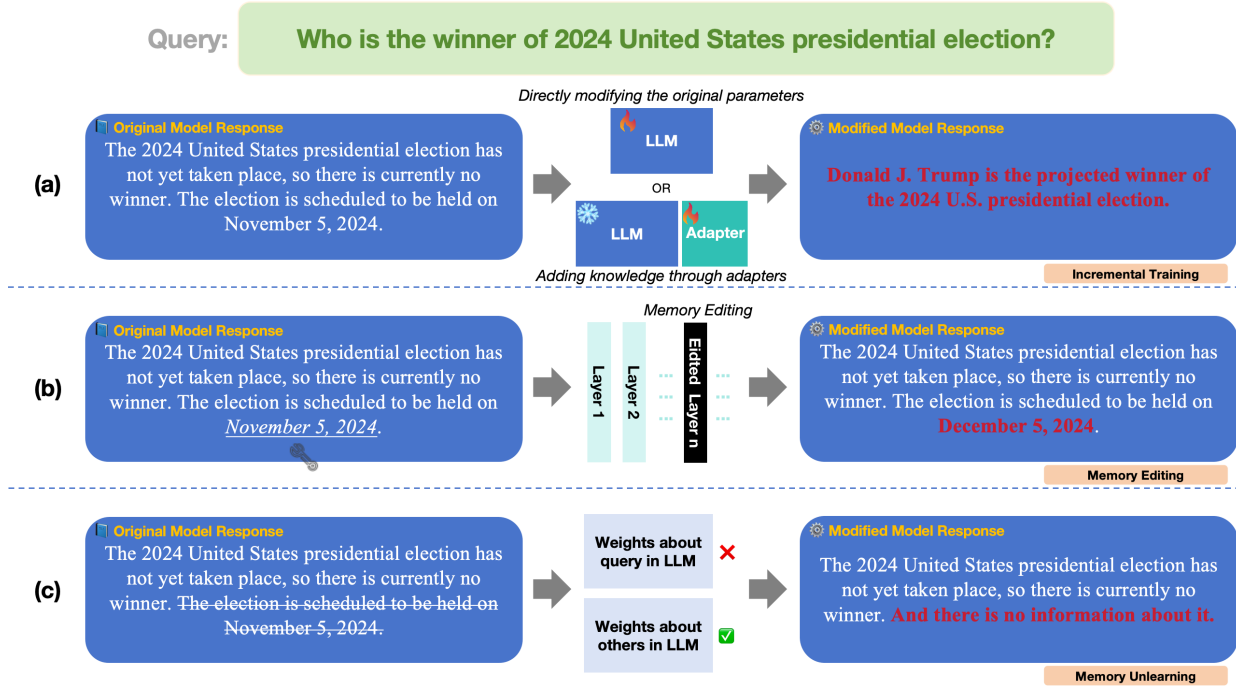 Query: Who is the winner of 2024 United States presidential election?
(a)
Original Model Response
The 2024 United States presidential election has
not yet taken place, so there is currently no
winner. The election is scheduled to be held on
November 5, 2024.
Directly modifying the original parameters
LLM
OR
LLM
Adapter
Adding knowledge through adapters
Modified Model Response
Donald J. Trump is the projected winner of
the 2024 U.S. presidential election.
Incremental Training
(b)
Original Model Response
The 2024 United States presidential election has
not yet taken place, so there is currently no
winner. The election is scheduled to be held on
November 5, 2024.
Memory Editing
Layer 1
Layer 2
...
Eidted Layer n
...
Modified Model Response
The 2024 United States presidential election has
not yet taken place, so there is currently no
winner. The election is scheduled to be held on
December 5, 2024.
Memory Editing
(c)
Original Model Response
The 2024 United States presidential election has
not yet taken place, so there is currently no
winner. The election is scheduled to be held on
November 5, 2024.
Weights about
query in LLM
Weights about
others in LLM
Modified Model Response
The 2024 United States presidential election has
not yet taken place, so there is currently no
winner. And there is no information about it.
Memory Unlearning